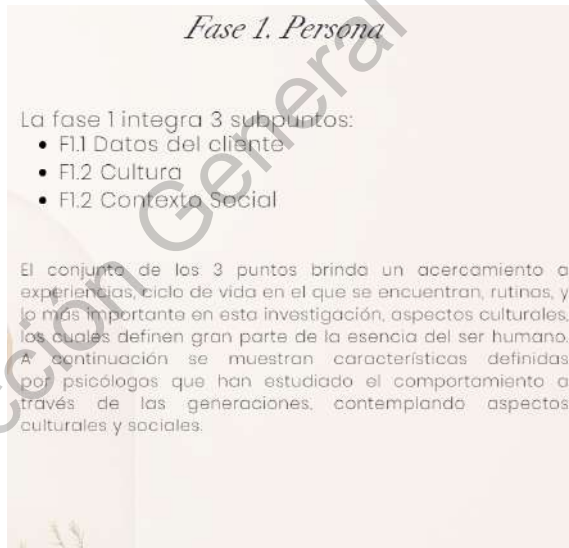 Fase 1. Persona
La fase 1 integra 3 subpuntos:
• F1.1 Datos del cliente
• F1.2 Cultura
• F1.2 Contexto Social
El conjunto de los 3 puntos brinda un acercamiento a
experiencias, ciclo de vida en el que se encuentran, rutinas, y
lo más importante en esta investigación, aspectos culturales,
los cuales definen gran parte de la esencia del ser humano.
A continuación se muestran características definidas
por psicólogos que han estudiado el comportamiento a
través de las generaciones, contemplando aspectos
culturales y sociales.
cción General